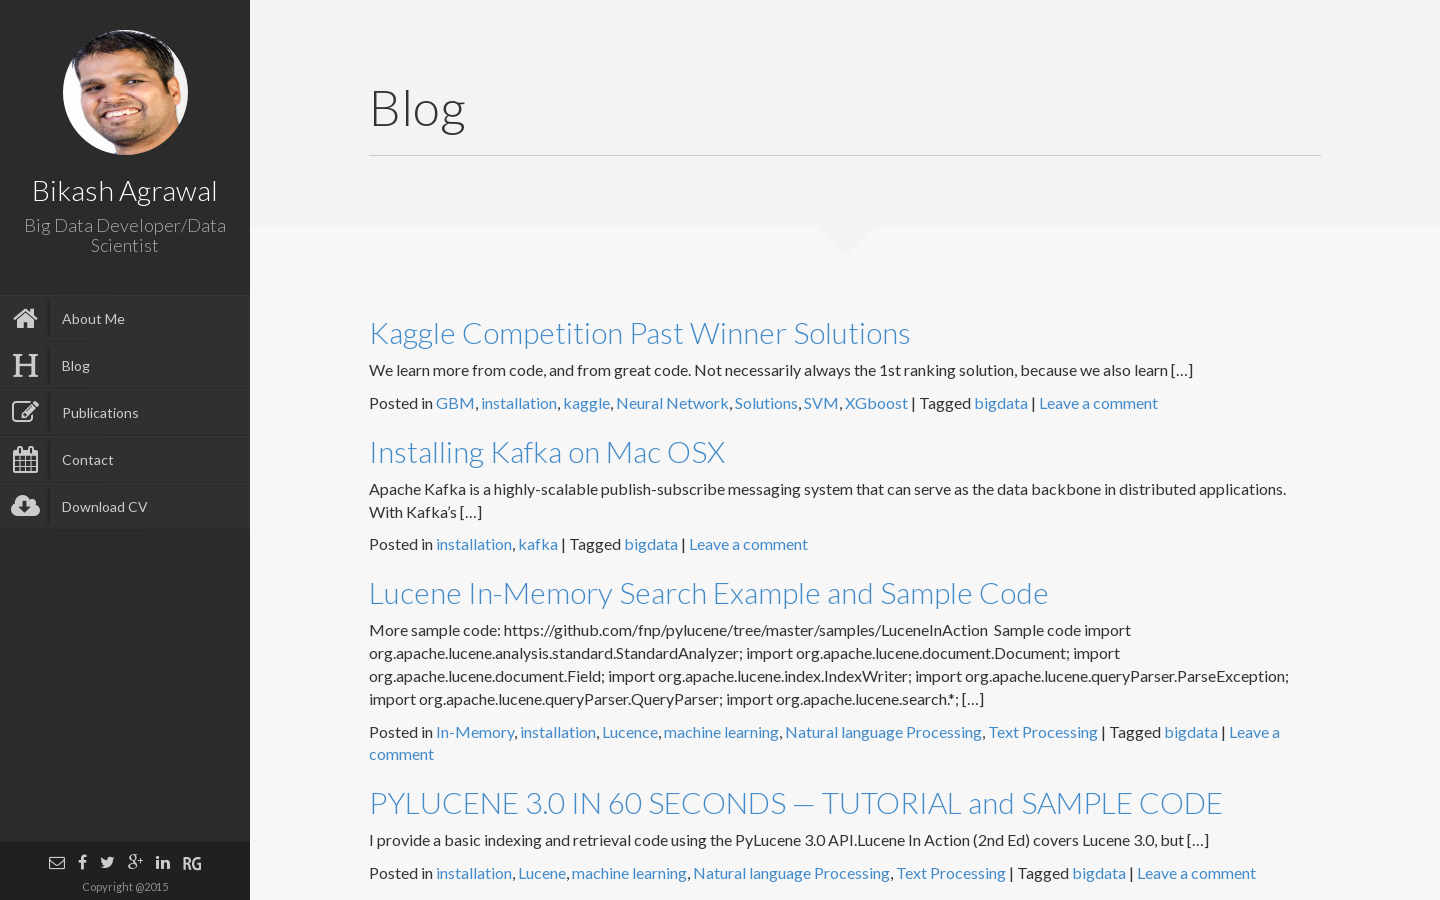 Bikash Agrawal
Big Data Developer/Data
Scientist
About Me
Blog
Publications
Contact
Download CV
RG
Copyright @2015
Blog
Kaggle Competition Past Winner Solutions
We learn more from code, and from great code. Not necessarily always the 1st ranking solution, because we also learn […]
Posted in GBM, installation, kaggle, Neural Network, Solutions, SVM, XGboost | Tagged bigdata | Leave a comment
Installing Kafka on Mac OSX
Apache Kafka is a highly-scalable publish-subscribe messaging system that can serve as the data backbone in distributed applications.
With Kafka’s […]
Posted in installation, kafka | Tagged bigdata | Leave a comment
Lucene In-Memory Search Example and Sample Code
More sample code: https://github.com/fnp/pylucene/tree/master/samples/LuceneInAction  Sample code import
org.apache.lucene.analysis.standard.StandardAnalyzer; import org.apache.lucene.document.Document; import
org.apache.lucene.document.Field; import org.apache.lucene.index.IndexWriter; import org.apache.lucene.queryParser.ParseException;
import org.apache.lucene.queryParser.QueryParser; import org.apache.lucene.search.*; […]
Posted in In-Memory, installation, Lucence, machine learning, Natural language Processing, Text Processing | Tagged bigdata | Leave a
comment
PYLUCENE 3.0 IN 60 SECONDS — TUTORIAL and SAMPLE CODE
I provide a basic indexing and retrieval code using the PyLucene 3.0 API.Lucene In Action (2nd Ed) covers Lucene 3.0, but […]
Posted in installation, Lucene, machine learning, Natural language Processing, Text Processing | Tagged bigdata | Leave a comment